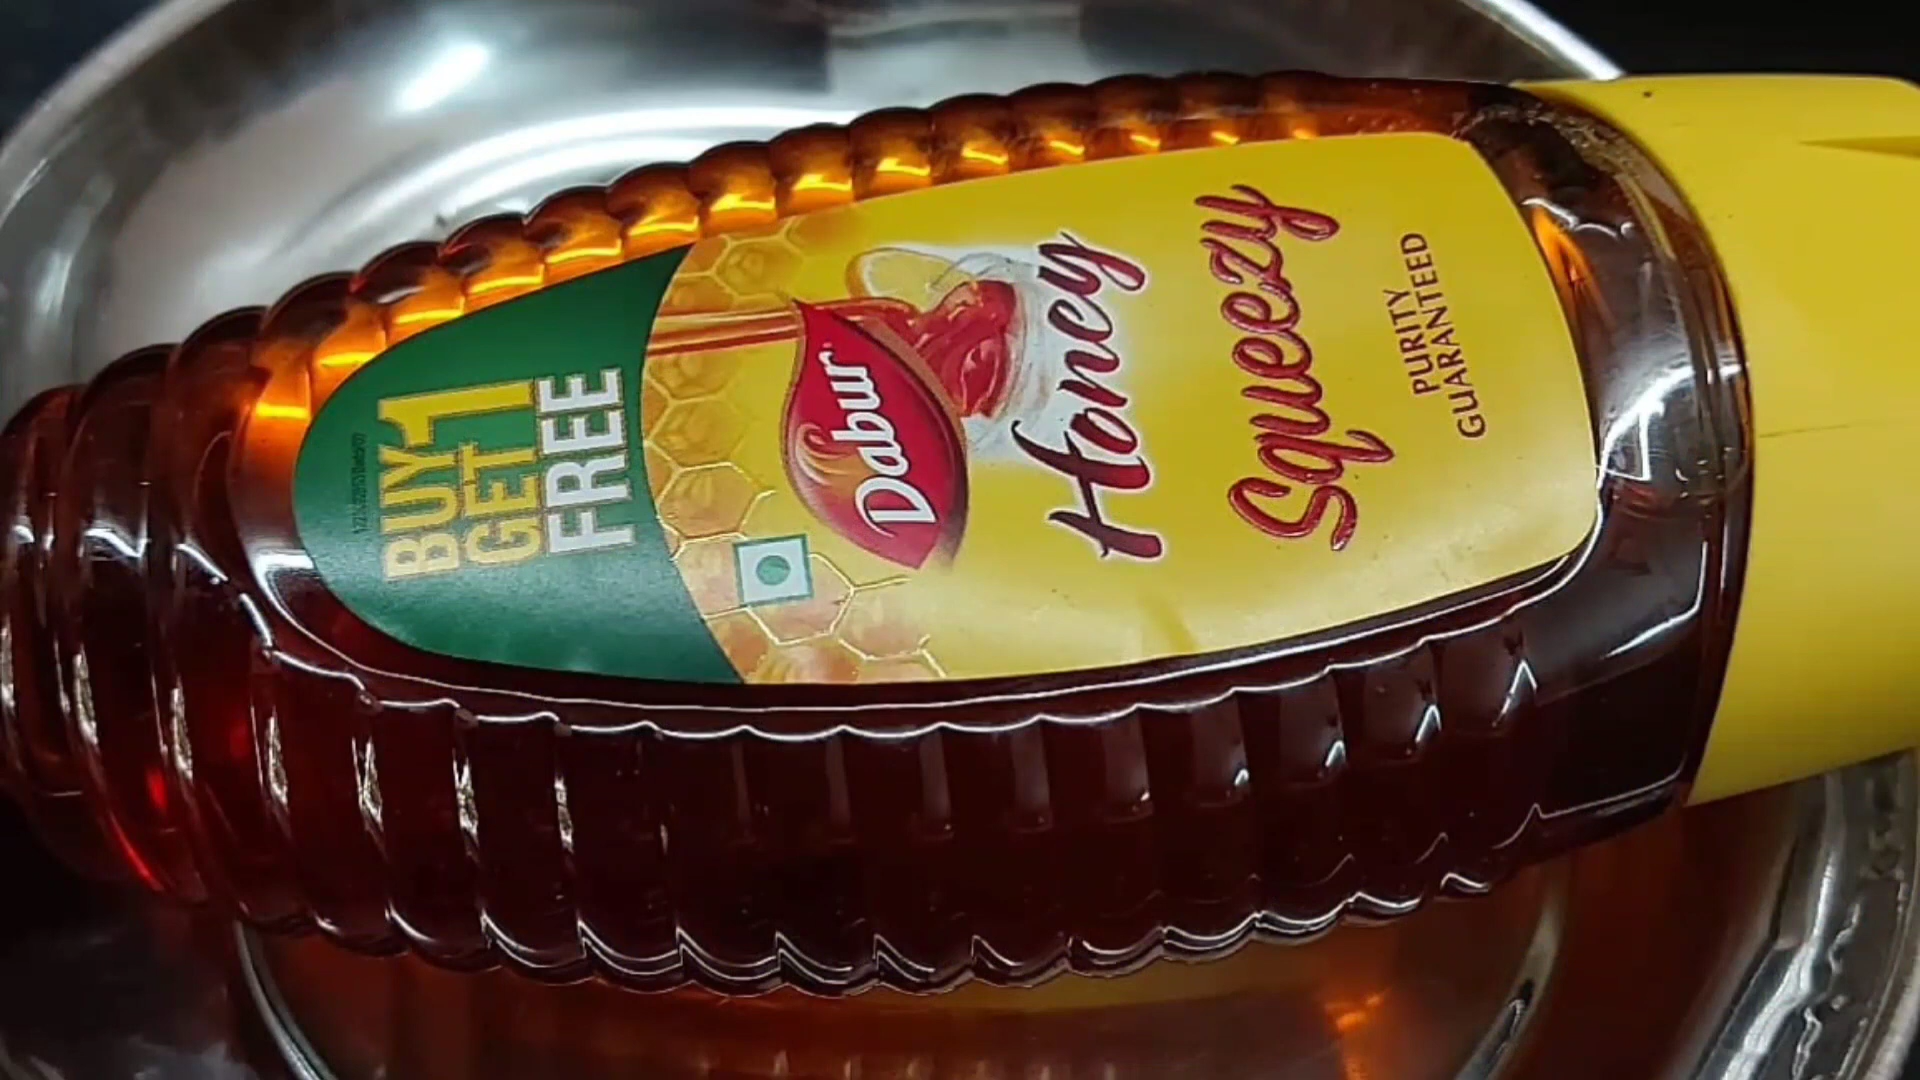 BUY 1
GET 1
FREE
Dabur
Honey
Squeezy
PURITY
GUARANTEED